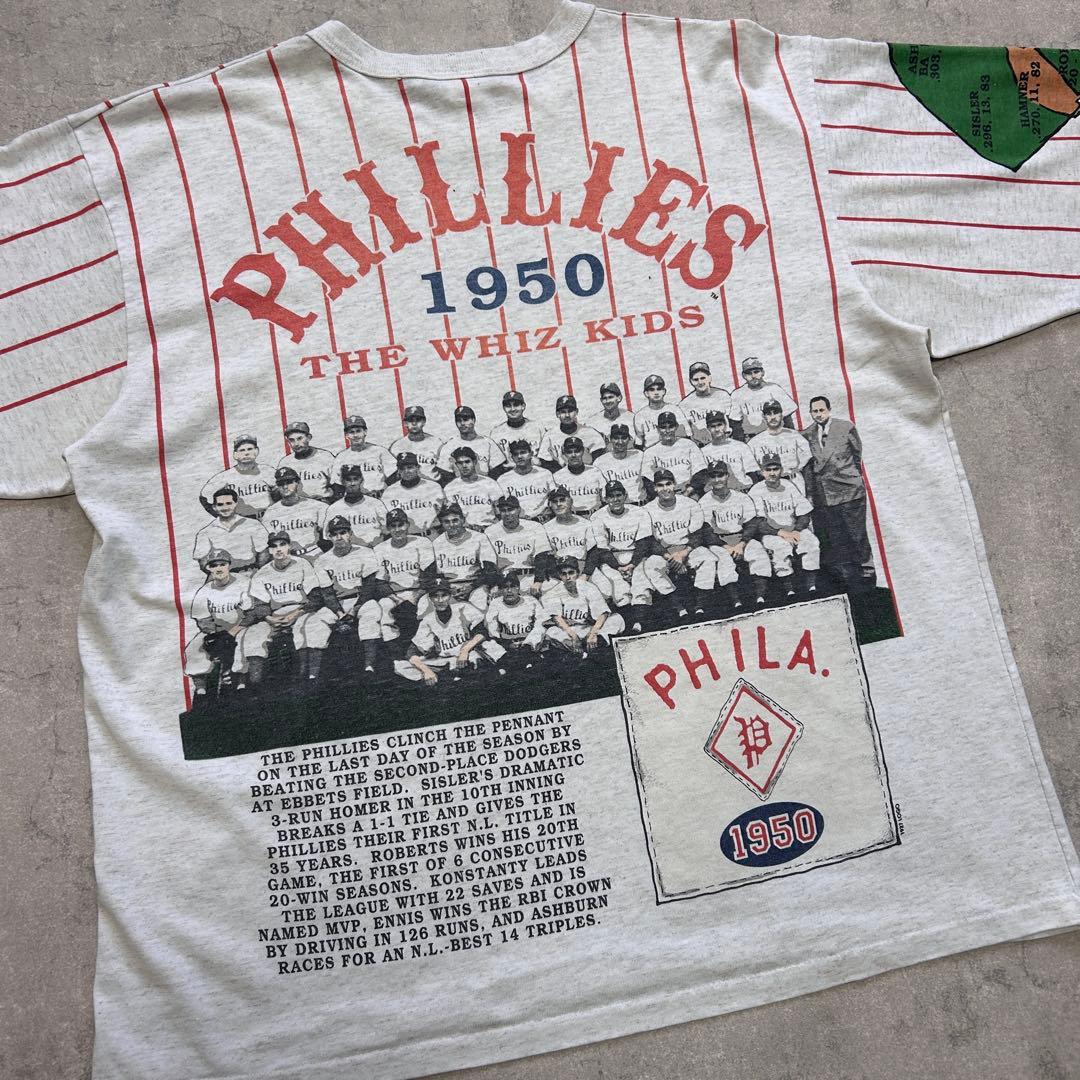 PHILLIES
™
1950
THE WHIZ KIDS
SISLER
.296, 13, 83
HAMNER
.270, 11, 82
ASH
BA
.303,
THE PHILLIES CLINCH THE PENNANT
ON THE LAST DAY OF THE SEASON BY
BEATING THE SECOND-PLACE DODGERS
AT EBBETS FIELD. SISLER'S DRAMATIC
3-RUN HOMER IN THE 10TH INNING
BREAKS A 1-1 TIE AND GIVES THE
PHILLIES THEIR FIRST N.L. TITLE IN
35 YEARS. ROBERTS WINS HIS 20TH
GAME, THE FIRST OF 6 CONSECUTIVE
20-WIN SEASONS. KONSTANTY LEADS
THE LEAGUE WITH 22 SAVES AND IS
NAMED MVP, ENNIS WINS THE RBI CROWN
BY DRIVING IN 126 RUNS, AND ASHBURN
RACES FOR AN N.L.-BEST 14 TRIPLES.
PHILA.
P
1950